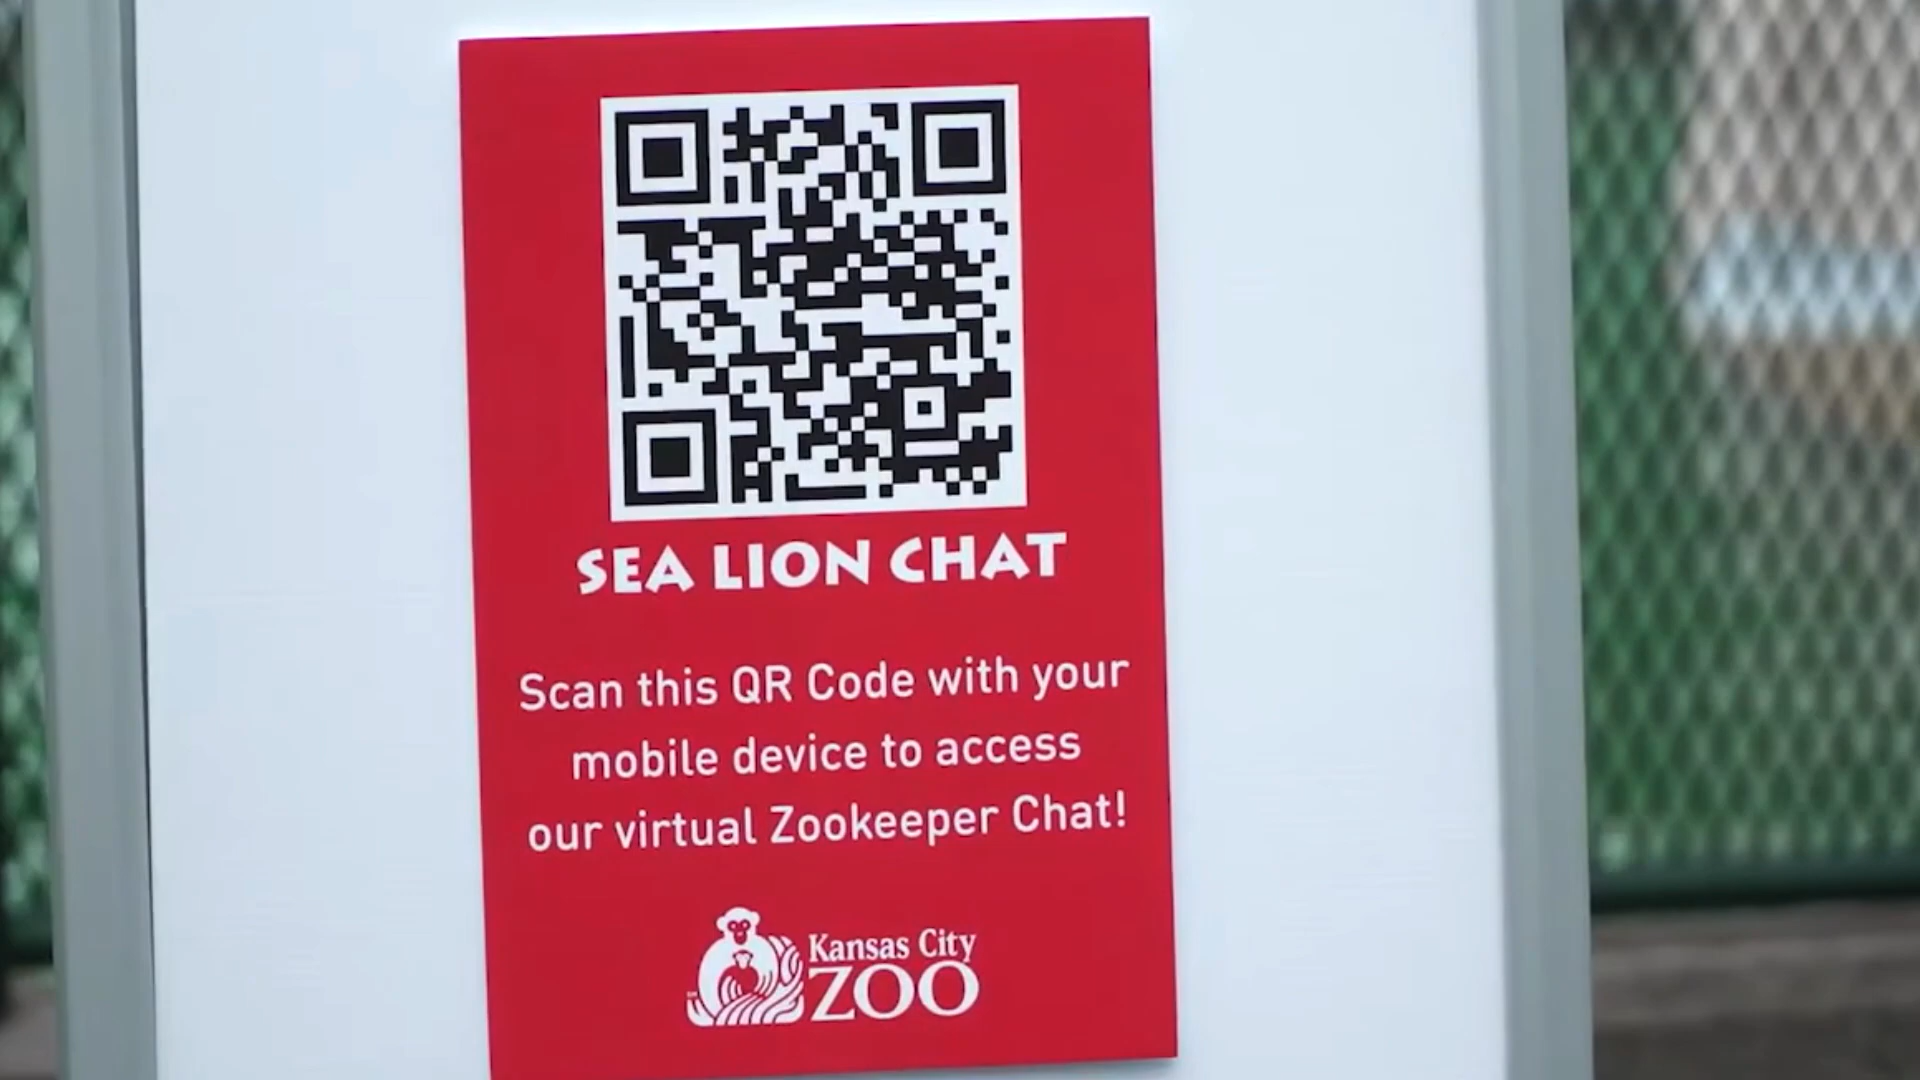 SEA LION CHAT
Scan this QR Code with your
mobile device to access
our virtual Zookeeper Chat!
Kansas City
ZOO